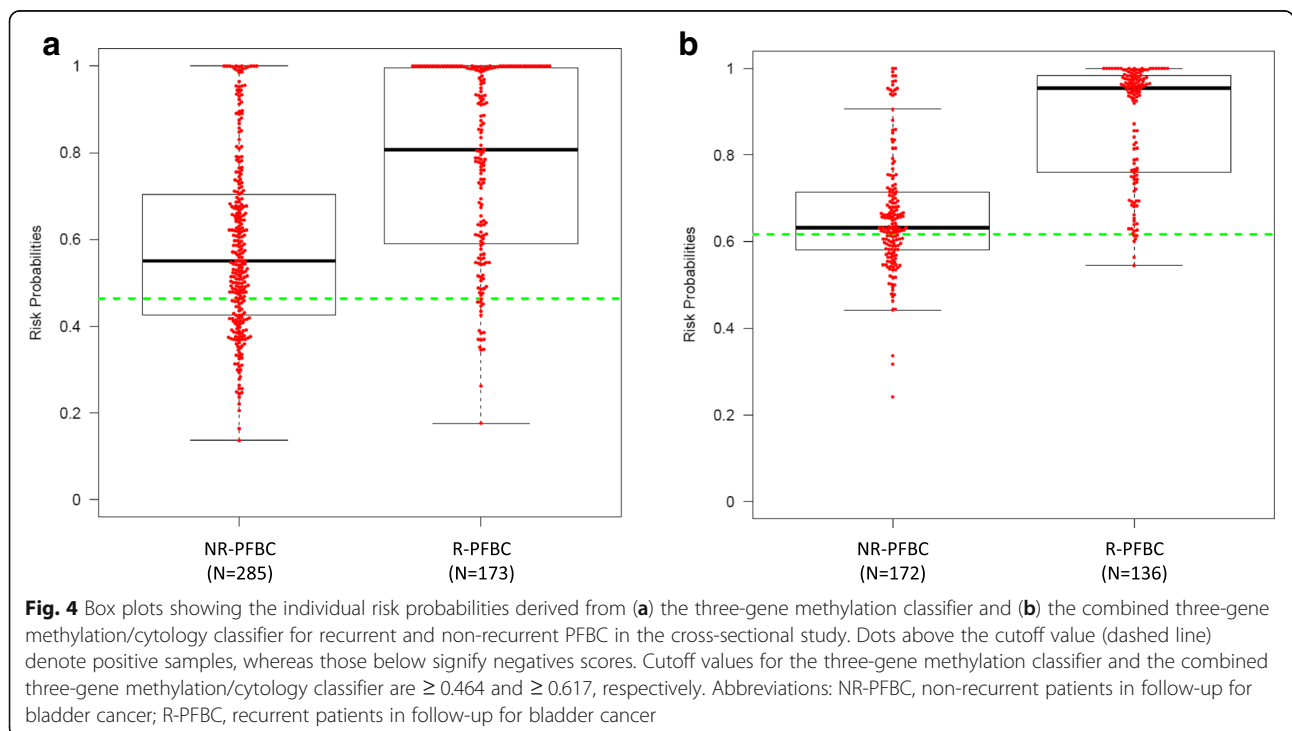 a
1
0.8
0.6
0.4
0.2
0
Risk Probabilities
NR-PFBC
(N=285)
R-PFBC
(N=173)
b
1
0.8
0.6
0.4
0.2
0
Risk Probabilities
NR-PFBC
(N=172)
R-PFBC
(N=136)
Fig. 4 Box plots showing the individual risk probabilities derived from (a) the three-gene methylation classifier and (b) the combined three-gene
methylation/cytology classifier for recurrent and non-recurrent PFBC in the cross-sectional study. Dots above the cutoff value (dashed line)
denote positive samples, whereas those below signify negatives scores. Cutoff values for the three-gene methylation classifier and the combined
three-gene methylation/cytology classifier are ≥ 0.464 and ≥ 0.617, respectively. Abbreviations: NR-PFBC, non-recurrent patients in follow-up for
bladder cancer; R-PFBC, recurrent patients in follow-up for bladder cancer